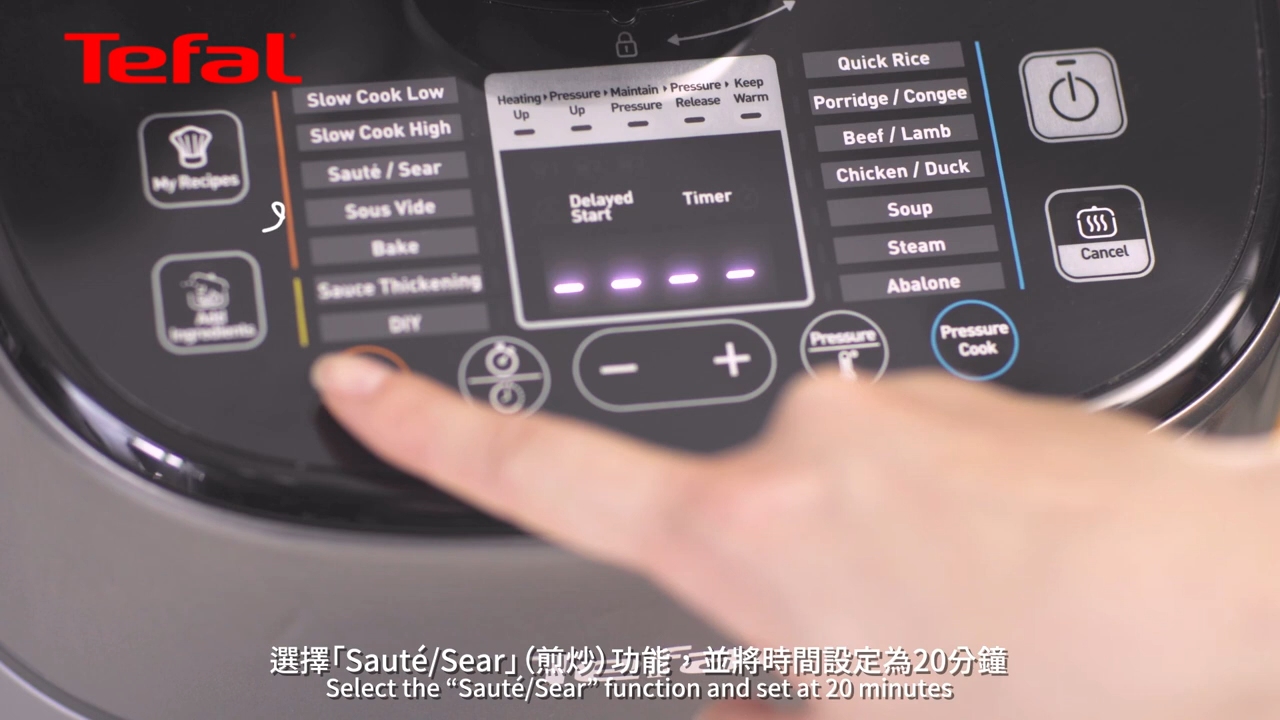 Tefal
My Recipes
Add
Ingredients
Slow Cook Low
Slow Cook High
Sauté / Sear
Sous Vide
Bake
Sauce Thickening
DIY
Heating Up
Pressure Up
Maintain Pressure
Pressure Release
Keep Warm
Delayed
Start
Timer
- - - -
Quick Rice
Porridge / Congee
Beef / Lamb
Chicken / Duck
Soup
Steam
Abalone
Cancel
− +
Pressure
Pressure
Cook
選擇「Sauté/Sear」（煎炒）功能，並將時間設定為20分鐘
Select the “Sauté/Sear” function and set at 20 minutes